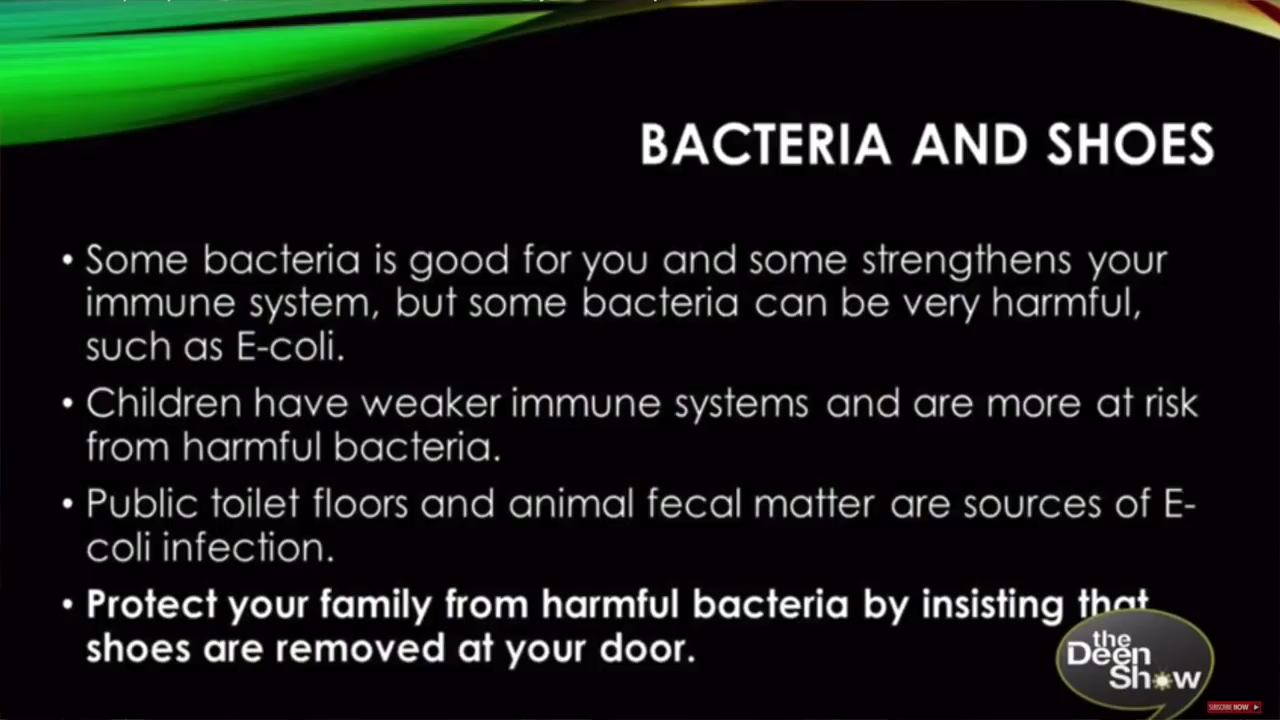 BACTERIA AND SHOES
• Some bacteria is good for you and some strengthens your
immune system, but some bacteria can be very harmful,
such as E-coli.
• Children have weaker immune systems and are more at risk
from harmful bacteria.
• Public toilet floors and animal fecal matter are sources of E-
coli infection.
• Protect your family from harmful bacteria by insisting that
shoes are removed at your door.
the
Deen
Show
SUBSCRIBE NOW